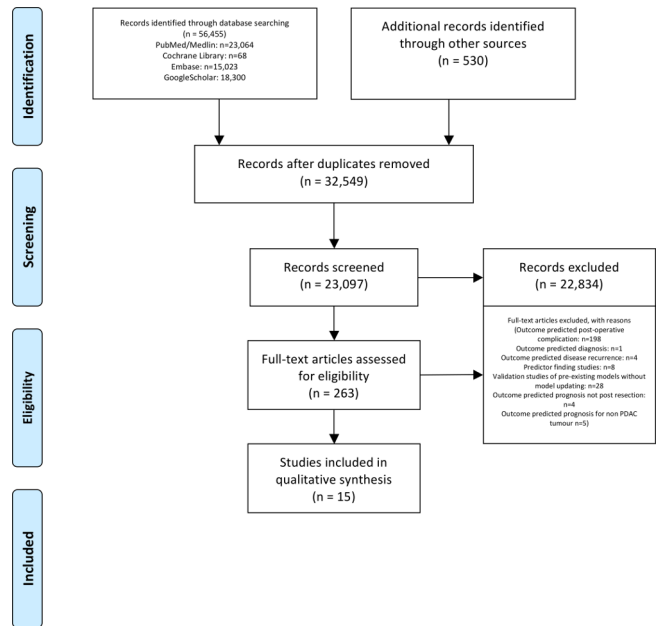 Identification
Records identified through database searching
(n = 56,455)
PubMed/Medlin: n=23,064
Cochrane Library: n=68
Embase: n=15,023
GoogleScholar: 18,300
Additional records identified
through other sources
(n = 530)
Records after duplicates removed
(n = 32,549)
Screening
Records screened
(n = 23,097)
Records excluded
(n = 22,834)
Eligibility
Full-text articles assessed
for eligibility
(n = 263)
Full-text articles excluded, with reasons
(Outcome predicted post-operative
complication: n=198
Outcome predicted diagnosis: n=1
Outcome predicted disease recurrence: n=4
Predictor finding studies: n=8
Validation studies of pre-existing models without
model updating: n=28
Outcome predicted prognosis not post resection:
n=4
Outcome predicted prognosis for non PDAC
tumour n=5)
Studies included in
qualitative synthesis
(n = 15)
Included